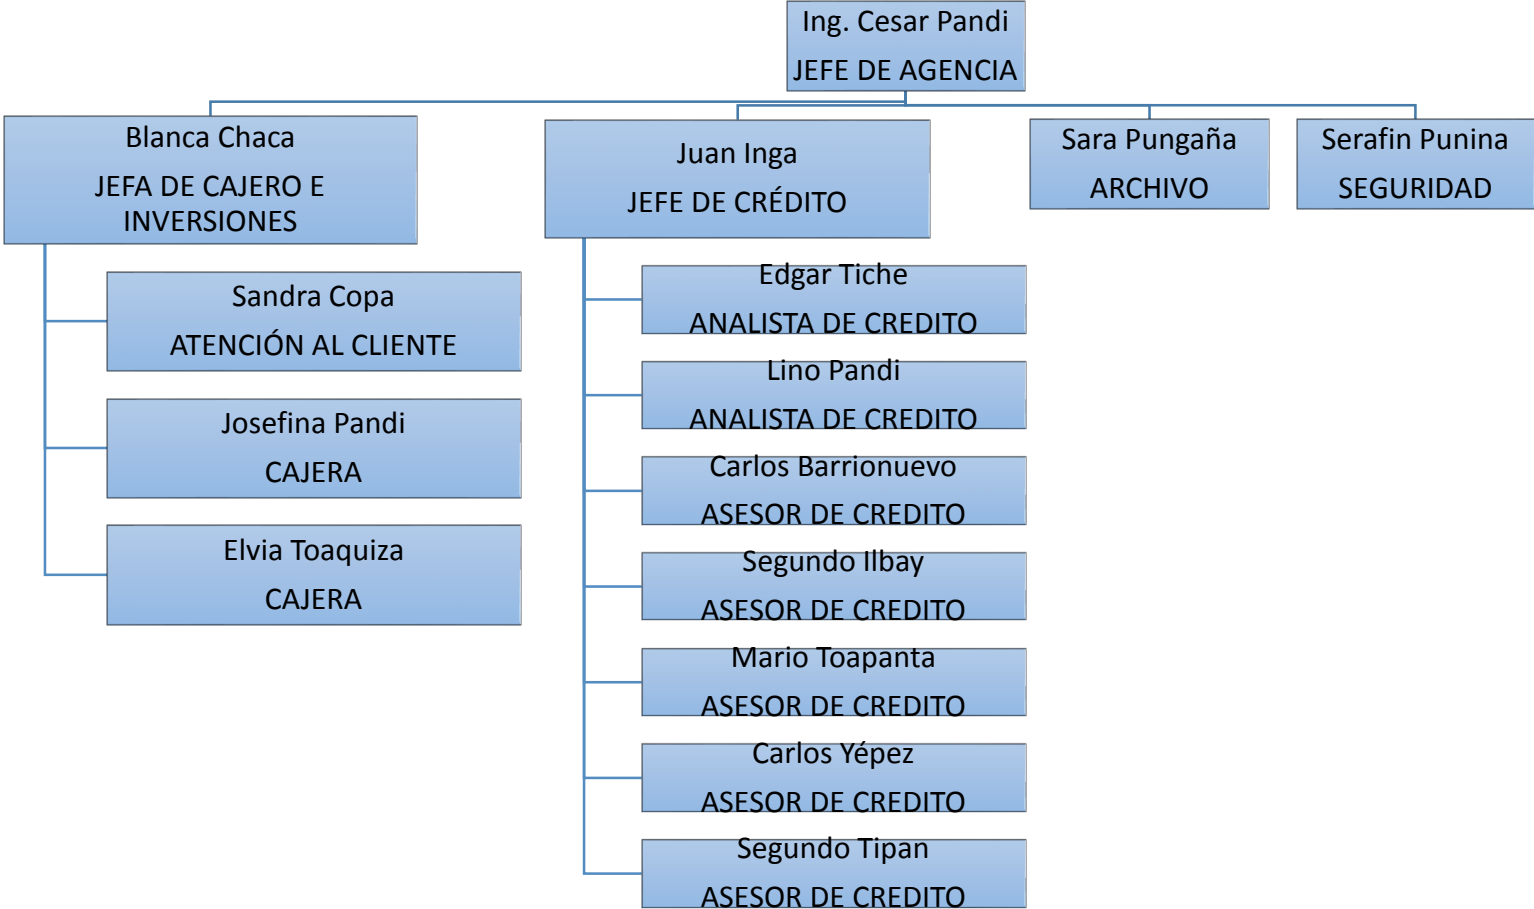 Ing. Cesar Pandi
JEFE DE AGENCIA
Blanca Chaca
JEFA DE CAJERO E
INVERSIONES
Sandra Copa
ATENCIÓN AL CLIENTE
Josefina Pandi
CAJERA
Elvia Toaquiza
CAJERA
Juan Inga
JEFE DE CRÉDITO
Edgar Tiche
ANALISTA DE CREDITO
Lino Pandi
ANALISTA DE CREDITO
Carlos Barrionuevo
ASESOR DE CREDITO
Segundo Ilbay
ASESOR DE CREDITO
Mario Toapanta
ASESOR DE CREDITO
Carlos Yépez
ASESOR DE CREDITO
Segundo Tipan
ASESOR DE CREDITO
Sara Pungaña
ARCHIVO
Serafin Punina
SEGURIDAD